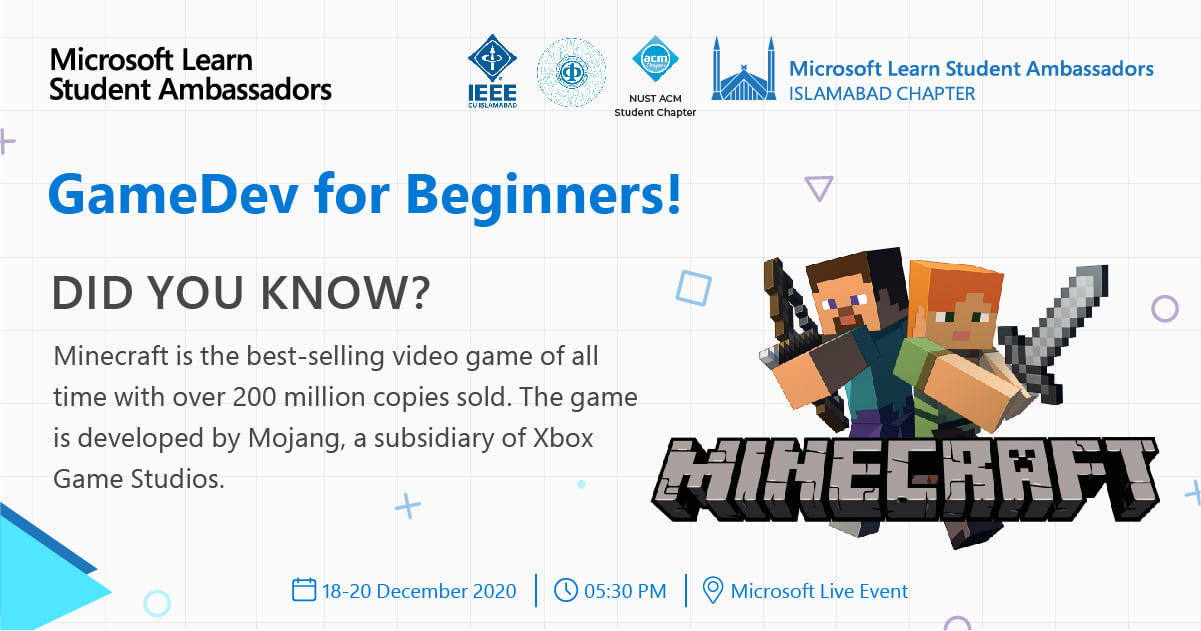 Microsoft Learn
Student Ambassadors
IEEE
CU ISLAMABAD
acm
Chapter
NUST ACM
Student Chapter
Microsoft Learn Student Ambassadors
ISLAMABAD CHAPTER
GameDev for Beginners!
DID YOU KNOW?
Minecraft is the best-selling video game of all
time with over 200 million copies sold. The game
is developed by Mojang, a subsidiary of Xbox
Game Studios.
MINECRAFT
18-20 December 2020
05:30 PM
Microsoft Live Event